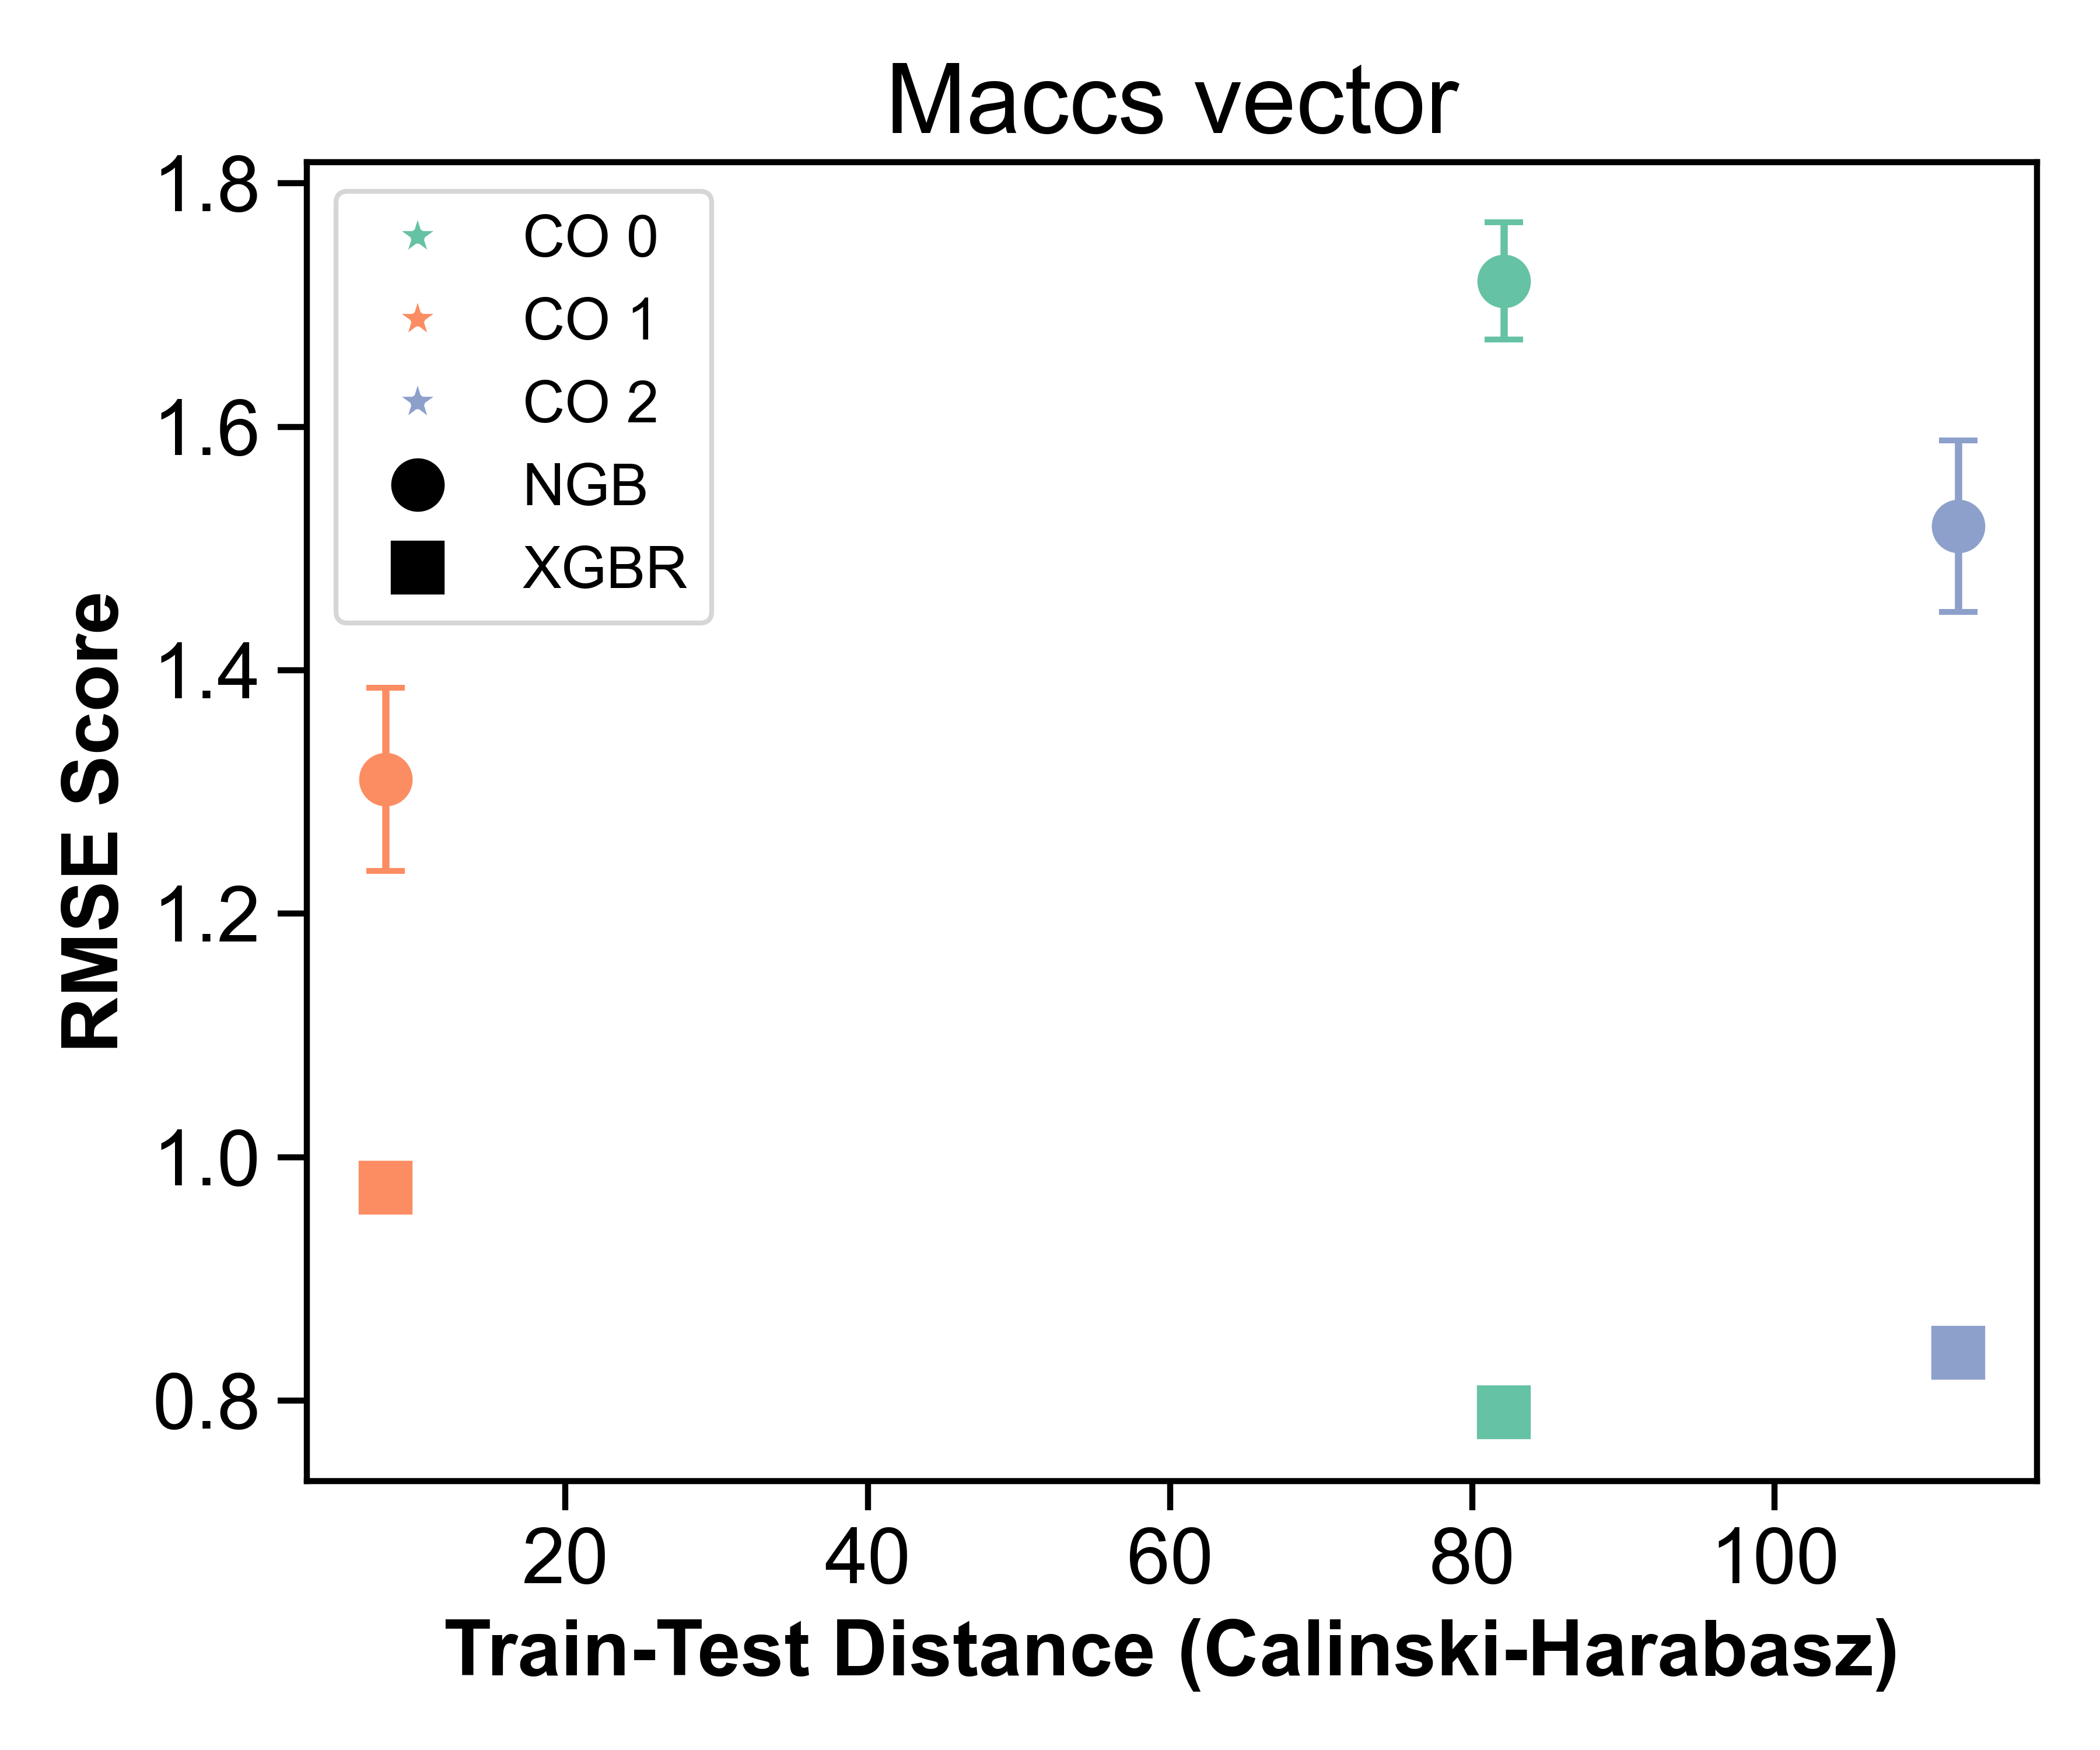 Maccs vector
1.8
1.6
1.4
1.2
1.0
0.8
RMSE Score
CO 0
CO 1
CO 2
NGB
XGBR
20 40 60 80 100
Train-Test Distance (Calinski-Harabasz)